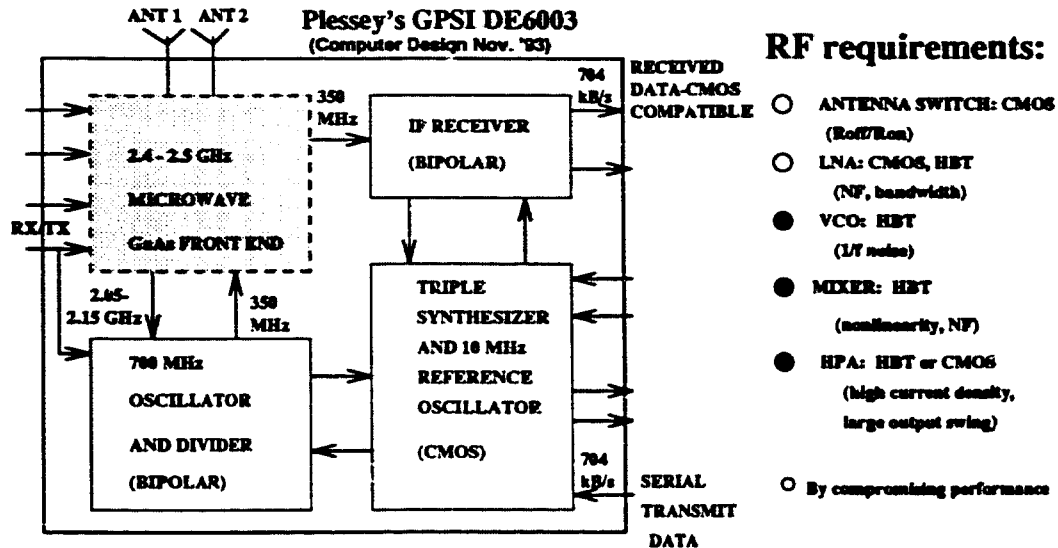 ANT 1 ANT 2
Plessey's GPSI DE6003
(Computer Design Nov. '93)
RF requirements:
704
kB/s
RECEIVED
DATA-CMOS
COMPATIBLE
350
MHz
IF RECEIVER
(BIPOLAR)
2.4 - 2.5 GHz
MICROWAVE
GaAs FRONT END
RX/TX
2.05-
2.15 GHz
350
MHz
TRIPLE
SYNTHESIZER
AND 10 MHz
REFERENCE
OSCILLATOR
(CMOS)
700 MHz
OSCILLATOR
AND DIVIDER
(BIPOLAR)
704
kB/s
SERIAL
TRANSMIT
DATA
ANTENNA SWITCH: CMOS
(Roff/Ron)
LNA: CMOS, HBT
(NF, bandwidth)
VCO: HBT
(1/f noise)
MIXER: HBT
(nonlinearity, NF)
HPA: HBT or CMOS
(high current density,
large output swing)
By compromising performance